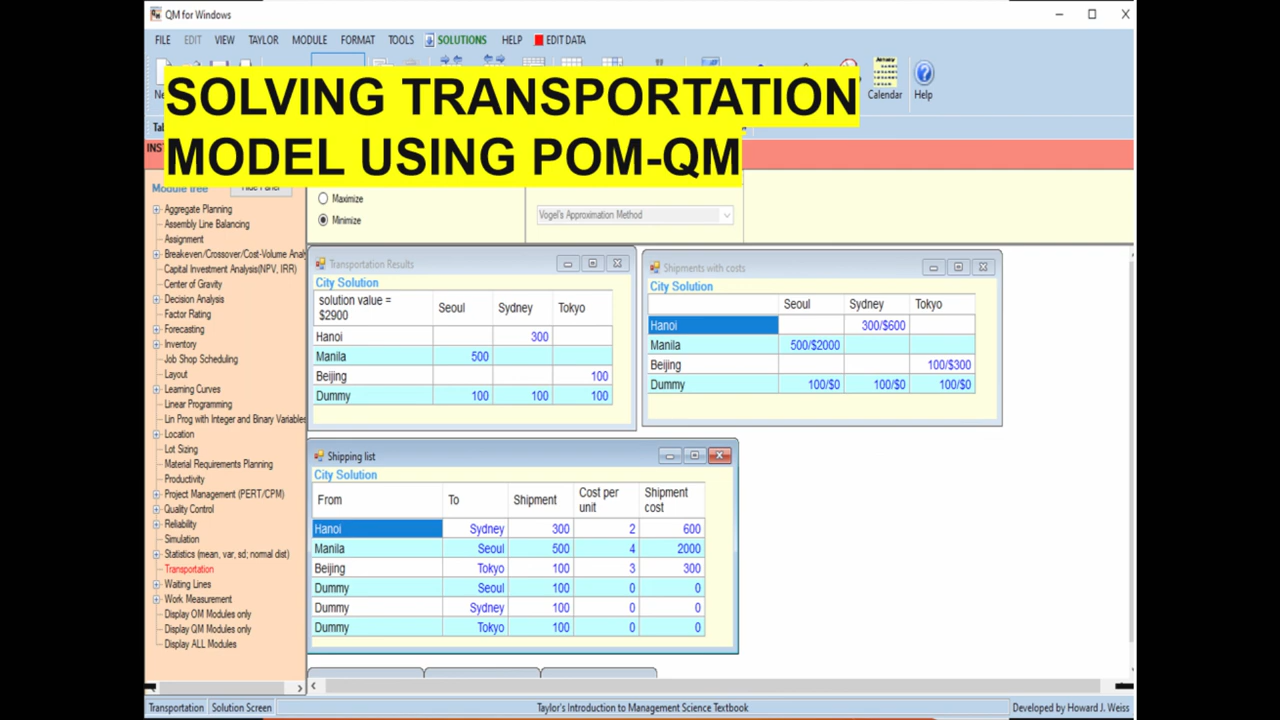 QM for Windows
FILE EDIT VIEW TAYLOR MODULE FORMAT TOOLS SOLUTIONS HELP EDIT DATA
SOLVING TRANSPORTATION
MODEL USING POM-QM
Calendar Help
Module tree
Hide Panel
Aggregate Planning
Assembly Line Balancing
Assignment
Breakeven/Crossover/Cost-Volume Analy
Capital Investment Analysis(NPV, IRR)
Center of Gravity
Decision Analysis
Factor Rating
Forecasting
Inventory
Job Shop Scheduling
Layout
Learning Curves
Linear Programming
Lin Prog with Integer and Binary Variables
Location
Lot Sizing
Material Requirements Planning
Productivity
Project Management (PERT/CPM)
Quality Control
Reliability
Simulation
Statistics (mean, var, sd; normal dist)
Transportation
Waiting Lines
Work Measurement
Display OM Modules only
Display QM Modules only
Display ALL Modules
Maximize
Minimize
Vogel's Approximation Method
Transportation Results
City Solution
solution value = $2900 Seoul Sydney Tokyo
Hanoi 300
Manila 500
Beijing 100
Dummy 100 100 100
Shipments with costs
City Solution
Seoul Sydney Tokyo
Hanoi 300/$600
Manila 500/$2000
Beijing 100/$300
Dummy 100/$0 100/$0 100/$0
Shipping list
City Solution
From To Shipment Cost per unit Shipment cost
Hanoi Sydney 300 2 600
Manila Seoul 500 4 2000
Beijing Tokyo 100 3 300
Dummy Seoul 100 0 0
Dummy Sydney 100 0 0
Dummy Tokyo 100 0 0
Transportation Solution Screen Taylor's Introduction to Management Science Textbook Developed by Howard J. Weiss